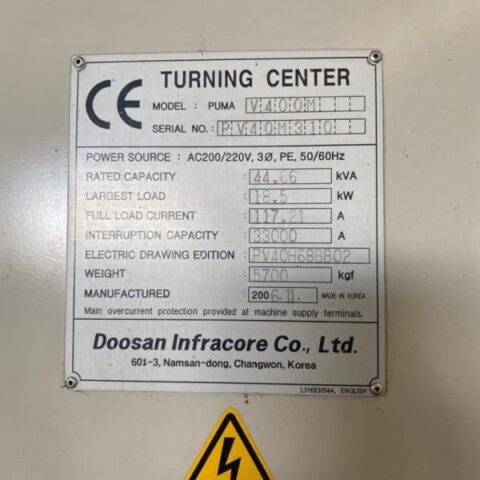 CE TURNING CENTER
MODEL : PUMA V400M
SERIAL NO. : PV40M310
POWER SOURCE : AC200/220V, 3Ø, PE, 50/60Hz
RATED CAPACITY : 44.66 kVA
LARGEST LOAD : 18.5 kW
FULL LOAD CURRENT : 117.21 A
INTERRUPTION CAPACITY : 33000 A
ELECTRIC DRAWING EDITION : PV40H68BB02
WEIGHT : 5700 kgf
MANUFACTURED : 2006.11. MADE IN KOREA
Main overcurrent protection provided at machine supply terminals.
Doosan Infracore Co., Ltd.
601-3, Namsan-dong, Changwon, Korea
L31683054A, ENGLISH